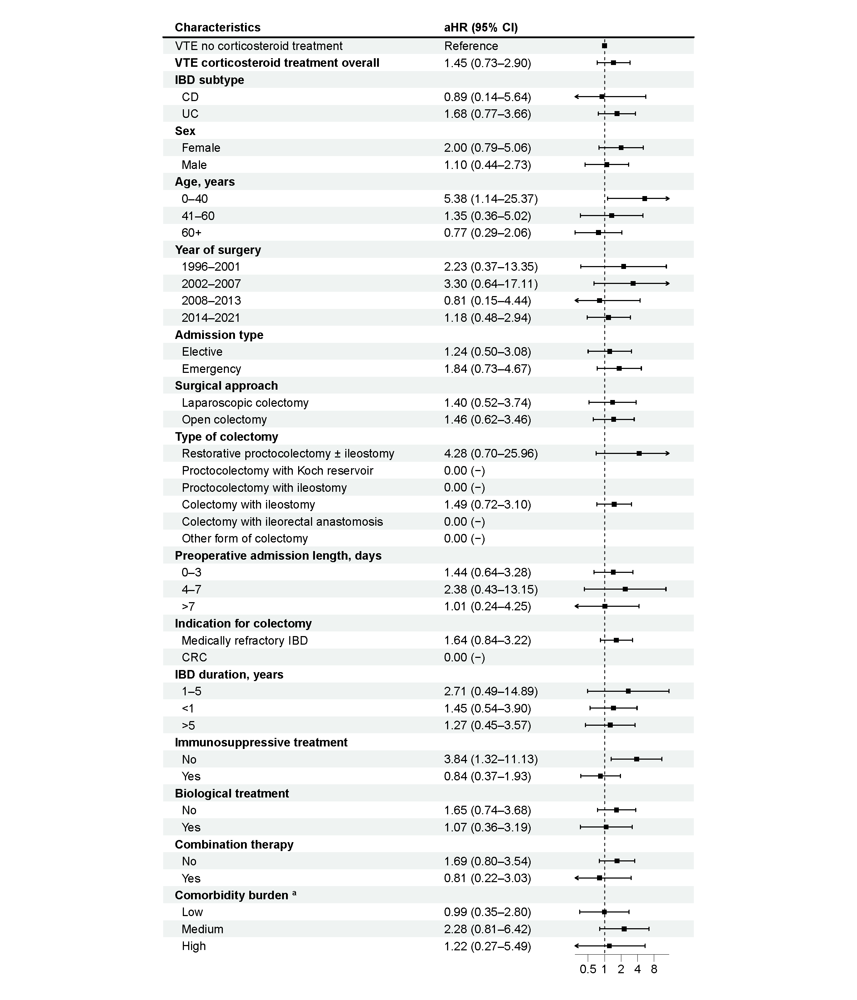 Characteristics aHR (95% CI)
VTE no corticosteroid treatment Reference
VTE corticosteroid treatment overall 1.45 (0.73–2.90)
IBD subtype
CD 0.89 (0.14–5.64)
UC 1.68 (0.77–3.66)
Sex
Female 2.00 (0.79–5.06)
Male 1.10 (0.44–2.73)
Age, years
0–40 5.38 (1.14–25.37)
41–60 1.35 (0.36–5.02)
60+ 0.77 (0.29–2.06)
Year of surgery
1996–2001 2.23 (0.37–13.35)
2002–2007 3.30 (0.64–17.11)
2008–2013 0.81 (0.15–4.44)
2014–2021 1.18 (0.48–2.94)
Admission type
Elective 1.24 (0.50–3.08)
Emergency 1.84 (0.73–4.67)
Surgical approach
Laparoscopic colectomy 1.40 (0.52–3.74)
Open colectomy 1.46 (0.62–3.46)
Type of colectomy
Restorative proctocolectomy ± ileostomy 4.28 (0.70–25.96)
Proctocolectomy with Koch reservoir 0.00 (−)
Proctocolectomy with ileostomy 0.00 (−)
Colectomy with ileostomy 1.49 (0.72–3.10)
Colectomy with ileorectal anastomosis 0.00 (−)
Other form of colectomy 0.00 (−)
Preoperative admission length, days
0–3 1.44 (0.64–3.28)
4–7 2.38 (0.43–13.15)
>7 1.01 (0.24–4.25)
Indication for colectomy
Medically refractory IBD 1.64 (0.84–3.22)
CRC 0.00 (−)
IBD duration, years
1–5 2.71 (0.49–14.89)
<1 1.45 (0.54–3.90)
>5 1.27 (0.45–3.57)
Immunosuppressive treatment
No 3.84 (1.32–11.13)
Yes 0.84 (0.37–1.93)
Biological treatment
No 1.65 (0.74–3.68)
Yes 1.07 (0.36–3.19)
Combination therapy
No 1.69 (0.80–3.54)
Yes 0.81 (0.22–3.03)
Comorbidity burden ᵃ
Low 0.99 (0.35–2.80)
Medium 2.28 (0.81–6.42)
High 1.22 (0.27–5.49)
0.5 1 2 4 8